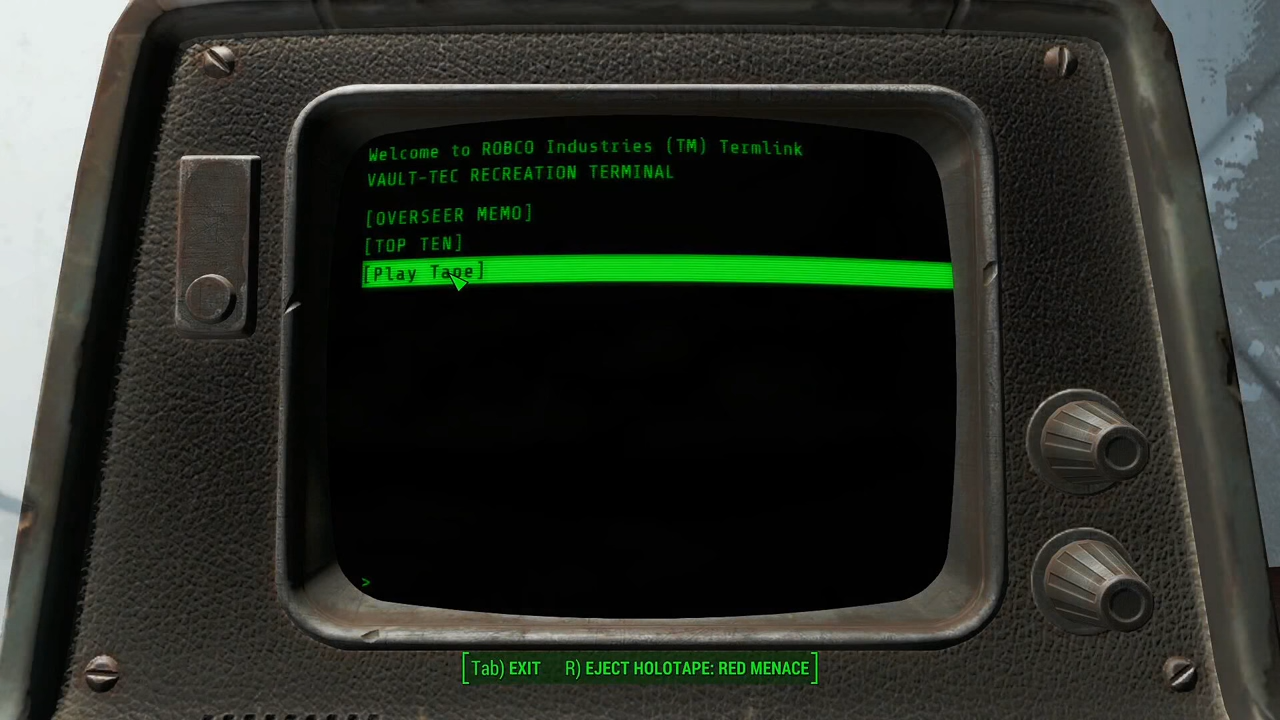 Welcome to ROBCO Industries (TM) Termlink
VAULT-TEC RECREATION TERMINAL
[OVERSEER MEMO]
[TOP TEN]
[Play Tape]
>
Tab) EXIT R) EJECT HOLOTAPE: RED MENACE